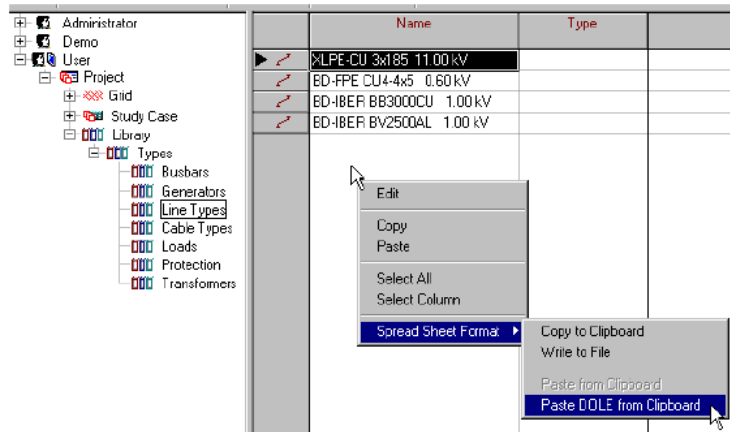 Administrator
Demo
User
Project
Grid
Study Case
Library
Types
Busbars
Generators
Line Types
Cable Types
Loads
Protection
Transformers
Name Type
XLPE-CU 3x185 11.00 kV
BD-FPE CU4-4x5 0.60 kV
BD-IBER BB3000CU 1.00 kV
BD-IBER BV2500AL 1.00 kV
Edit
Copy
Paste
Select All
Select Column
Spread Sheet Format
Copy to Clipboard
Write to File
Paste from Clipboard
Paste DOLE from Clipboard